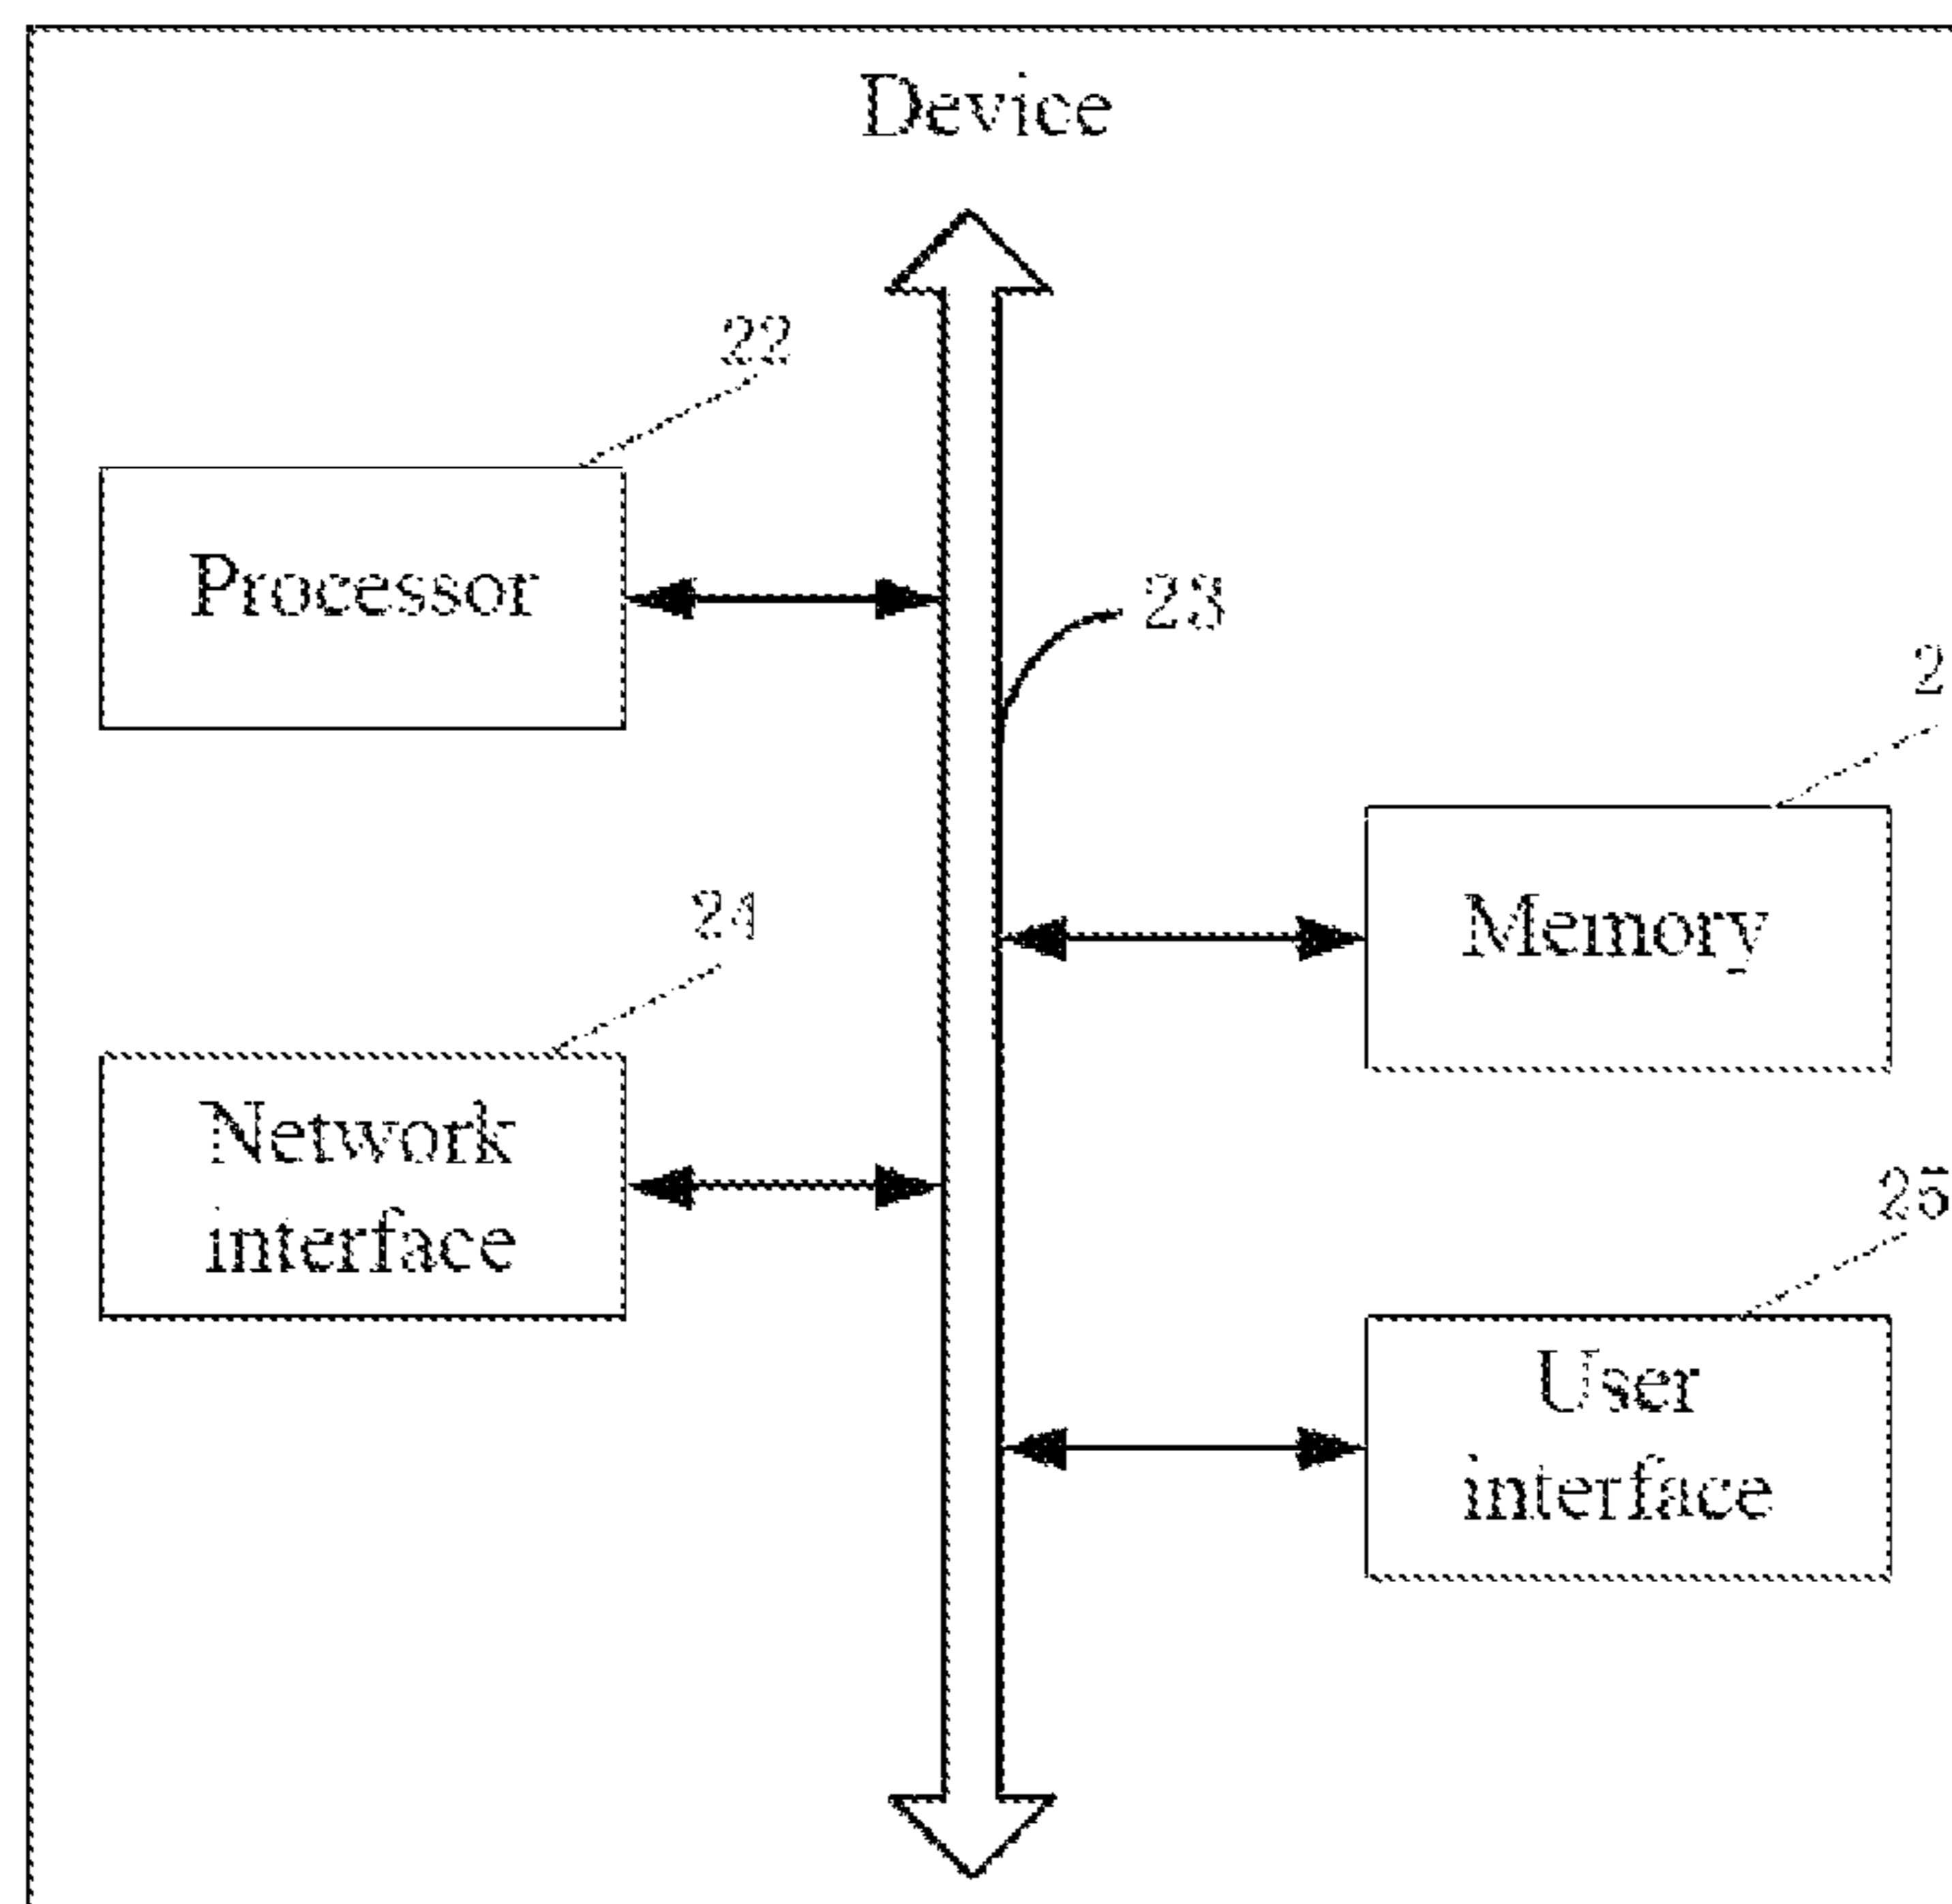 Device
22
Processor
23
2
Memory
24
Network
interface
25
User
interface